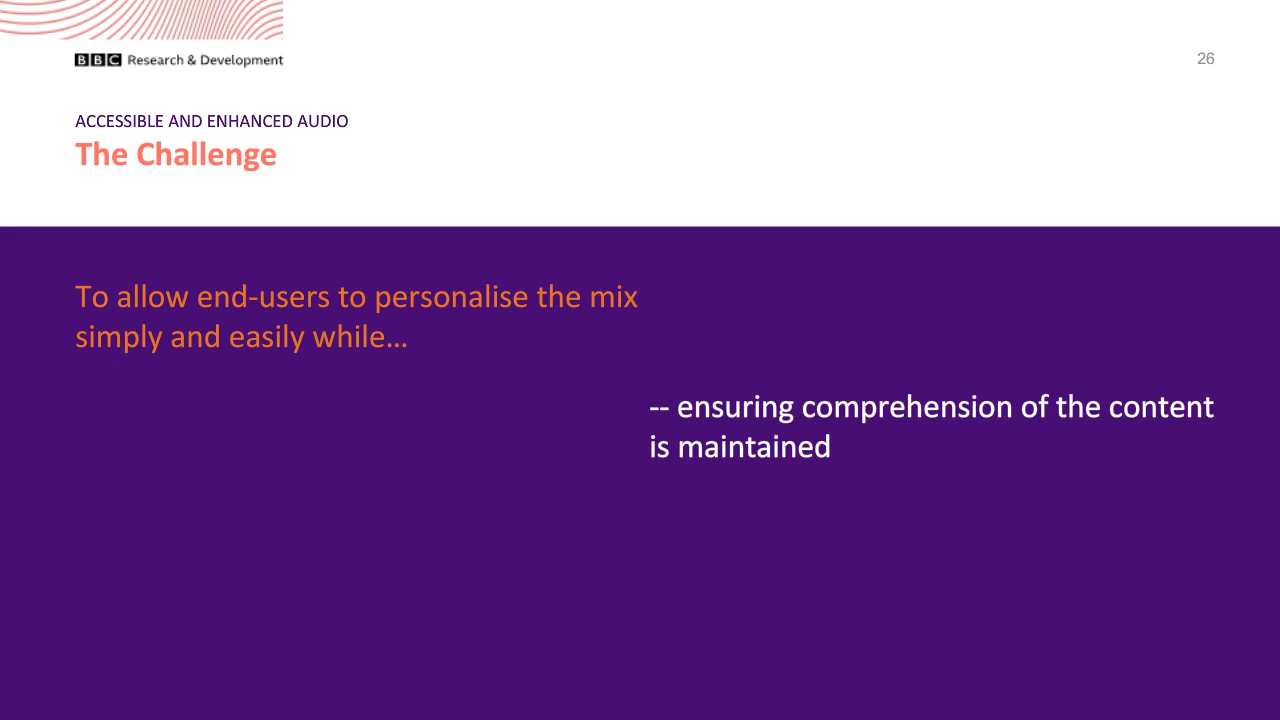 BBC Research & Development
26
ACCESSIBLE AND ENHANCED AUDIO
The Challenge
To allow end-users to personalise the mix
simply and easily while...
-- ensuring comprehension of the content
is maintained